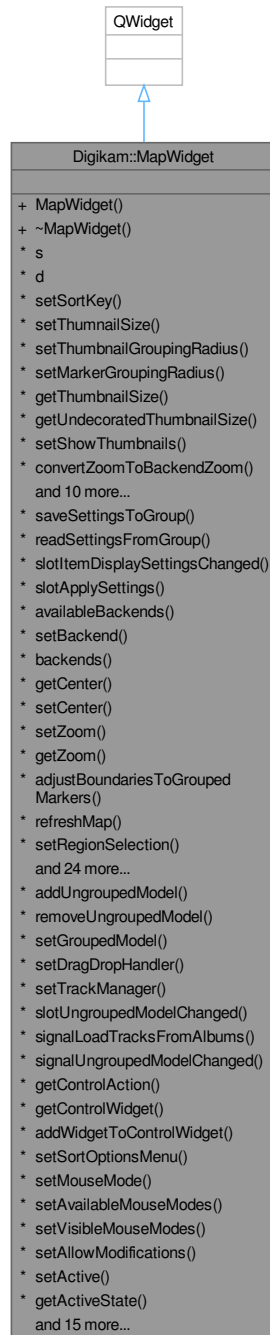 QWidget
Digikam::MapWidget
+ MapWidget()
+ ~MapWidget()
* s
* d
* setSortKey()
* setThumnailSize()
* setThumbnailGroupingRadius()
* setMarkerGroupingRadius()
* getThumbnailSize()
* getUndecoratedThumbnailSize()
* setShowThumbnails()
* convertZoomToBackendZoom()
and 10 more...
* saveSettingsToGroup()
* readSettingsFromGroup()
* slotItemDisplaySettingsChanged()
* slotApplySettings()
* availableBackends()
* setBackend()
* backends()
* getCenter()
* setCenter()
* setZoom()
* getZoom()
* adjustBoundariesToGrouped
Markers()
* refreshMap()
* setRegionSelection()
and 24 more...
* addUngroupedModel()
* removeUngroupedModel()
* setGroupedModel()
* setDragDropHandler()
* setTrackManager()
* slotUngroupedModelChanged()
* signalLoadTracksFromAlbums()
* signalUngroupedModelChanged()
* getControlAction()
* getControlWidget()
* addWidgetToControlWidget()
* setSortOptionsMenu()
* setMouseMode()
* setAvailableMouseModes()
* setVisibleMouseModes()
* setAllowModifications()
* setActive()
* getActiveState()
and 15 more...